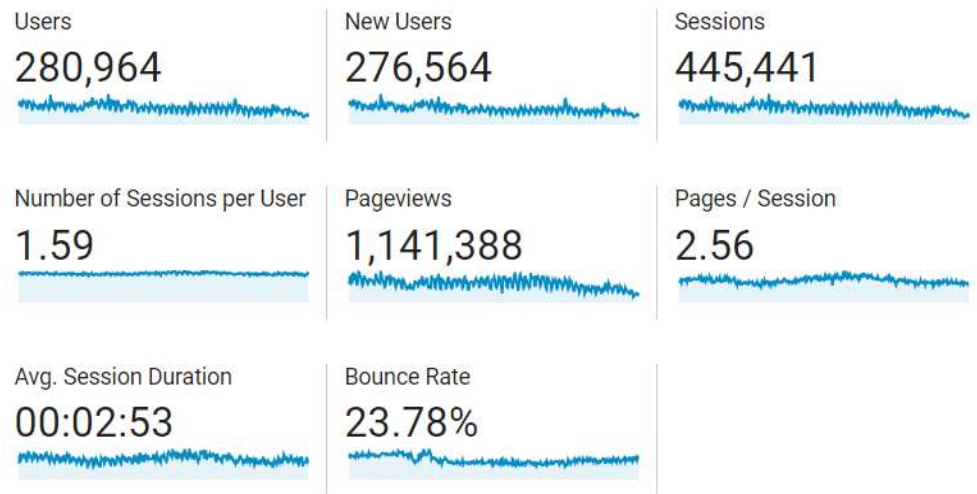 Users
280,964
New Users
276,564
Sessions
445,441
Number of Sessions per User
1.59
Pageviews
1,141,388
Pages / Session
2.56
Avg. Session Duration
00:02:53
Bounce Rate
23.78%